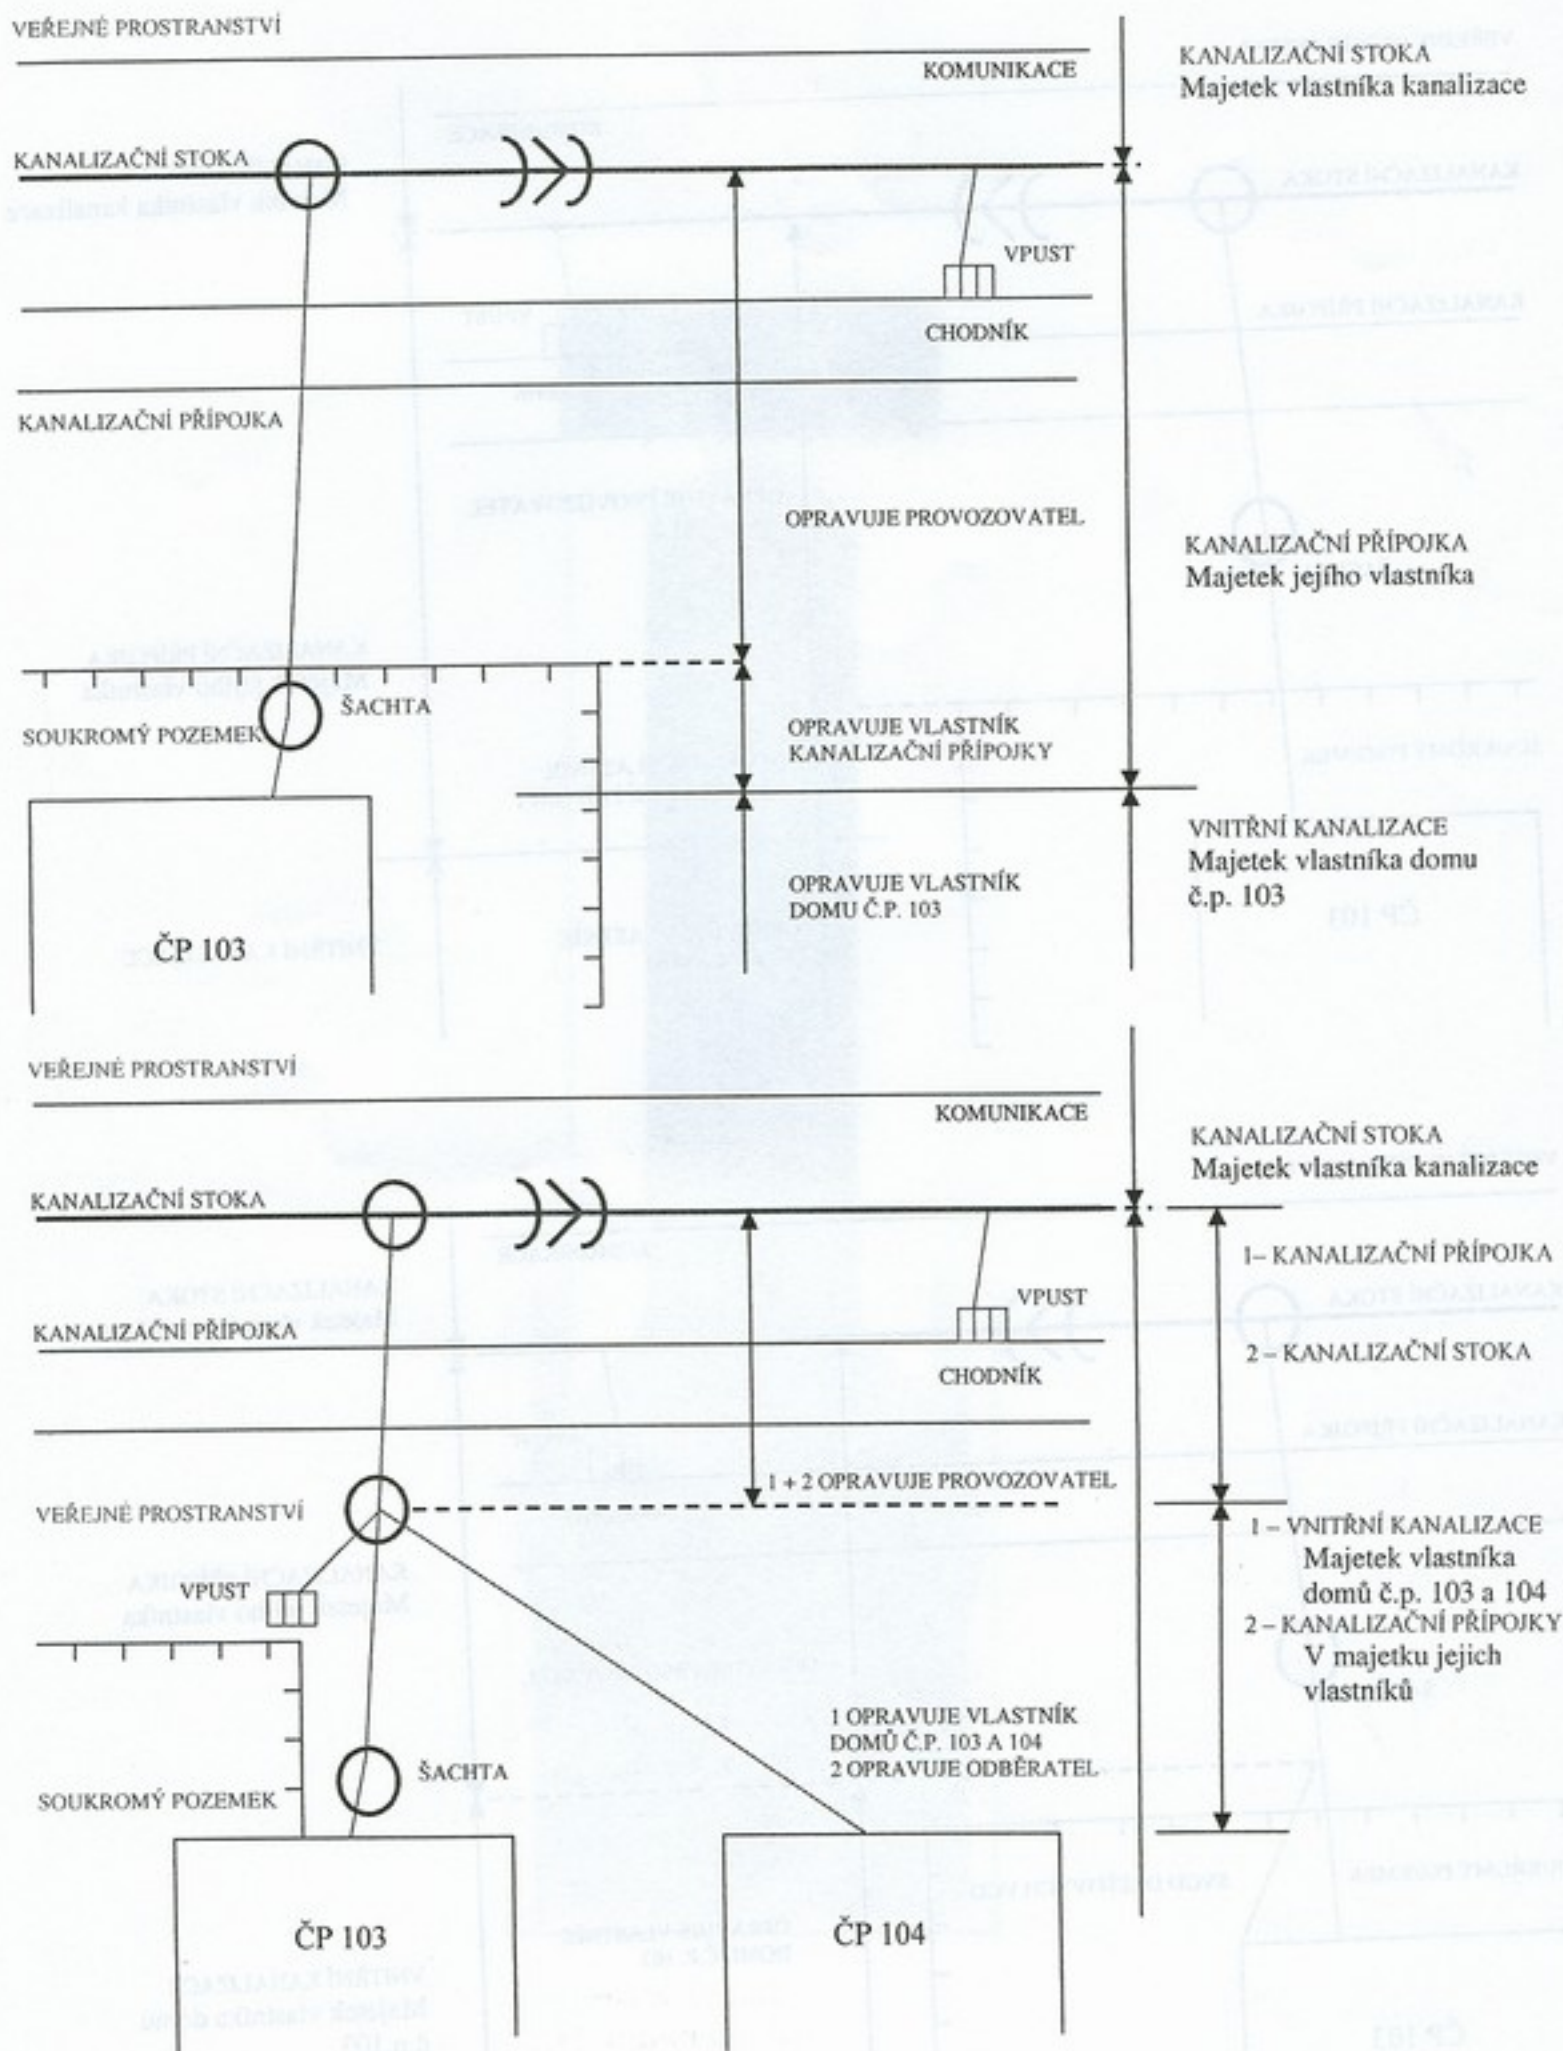 VEŘEJNÉ PROSTRANSTVÍ
KOMUNIKACE
KANALIZAČNÍ STOKA
Majetek vlastníka kanalizace
KANALIZAČNÍ STOKA
VPUST
CHODNÍK
KANALIZAČNÍ PŘÍPOJKA
OPRAVUJE PROVOZOVATEL
KANALIZAČNÍ PŘÍPOJKA
Majetek jejího vlastníka
ŠACHTA
SOUKROMÝ POZEMEK
OPRAVUJE VLASTNÍK
KANALIZAČNÍ PŘÍPOJKY
VNITŘNÍ KANALIZACE
Majetek vlastníka domu
č.p. 103
OPRAVUJE VLASTNÍK
DOMU Č.P. 103
ČP 103
VEŘEJNÉ PROSTRANSTVÍ
KOMUNIKACE
KANALIZAČNÍ STOKA
Majetek vlastníka kanalizace
KANALIZAČNÍ STOKA
1– KANALIZAČNÍ PŘÍPOJKA
VPUST
KANALIZAČNÍ PŘÍPOJKA
2 – KANALIZAČNÍ STOKA
CHODNÍK
1 + 2 OPRAVUJE PROVOZOVATEL
VEŘEJNÉ PROSTRANSTVÍ
1 – VNITŘNÍ KANALIZACE
Majetek vlastníka
domů č.p. 103 a 104
2 – KANALIZAČNÍ PŘÍPOJKY
V majetku jejich
vlastníků
VPUST
1 OPRAVUJE VLASTNÍK
DOMŮ Č.P. 103 A 104
2 OPRAVUJE ODBĚRATEL
ŠACHTA
SOUKROMÝ POZEMEK
ČP 103
ČP 104